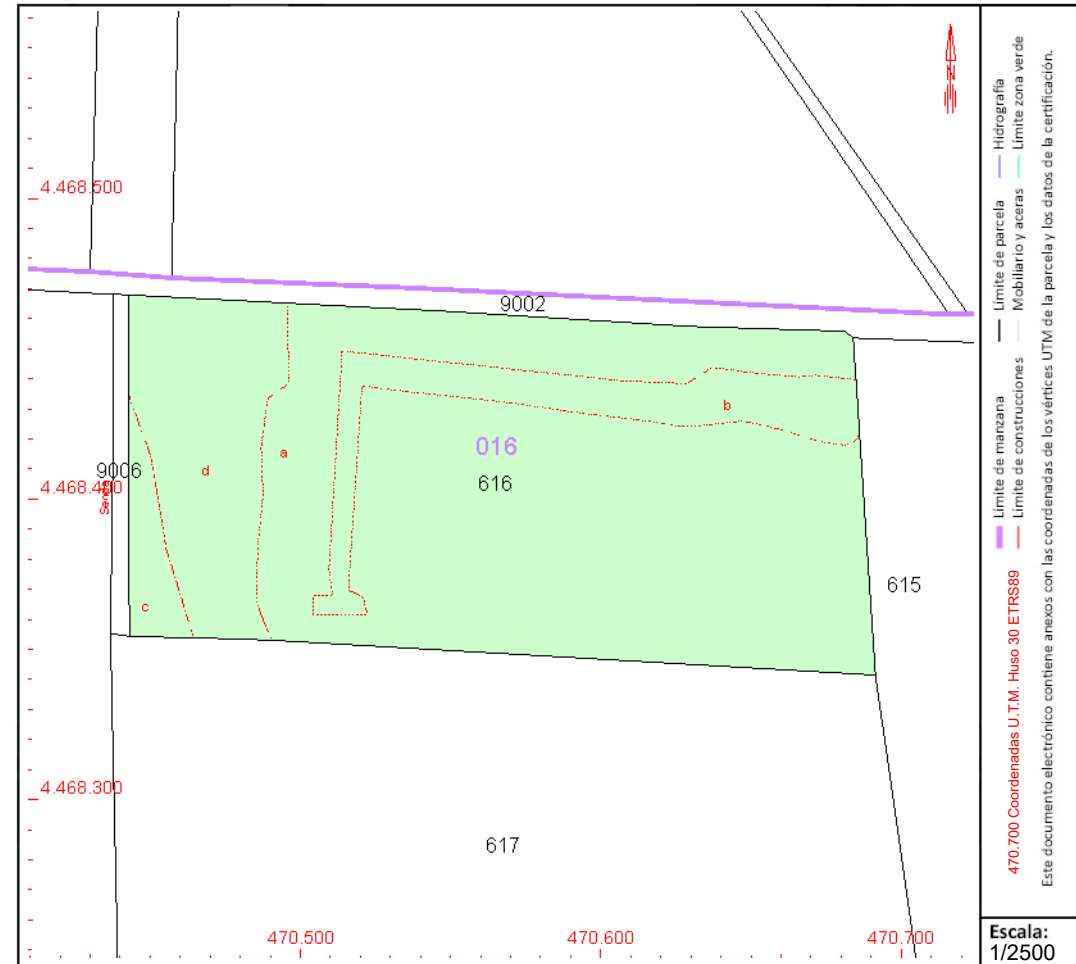 4.468.500
9002
b
016
a
9006
d
616
4.468.450
Senda
615
c
4.468.300
617
470.500
470.600
470.700
N
Hidrografía
Límite zona verde
Límite de parcela
Mobiliario y aceras
Límite de manzana
Límite de construcciones
470.700 Coordenadas U.T.M. Huso 30 ETRS89
Este documento electrónico contiene anexos con las coordenadas de los vértices UTM de la parcela y los datos de la certificación.
Escala:
1/2500